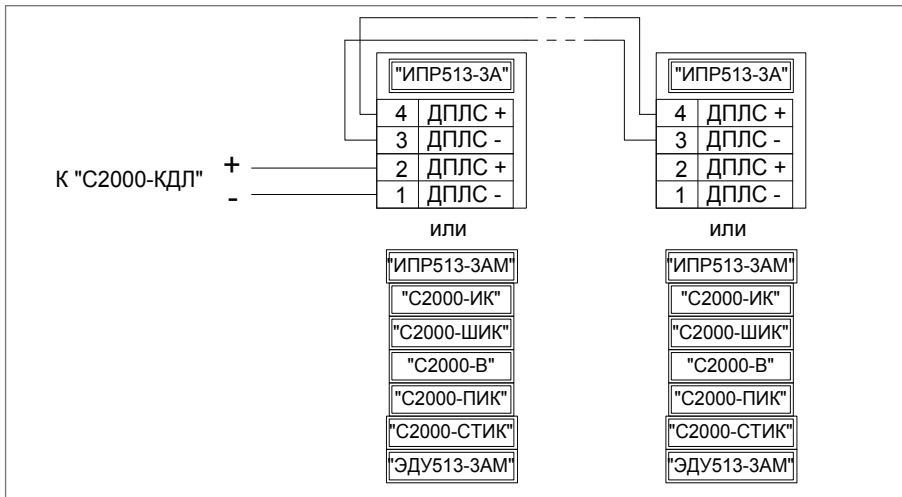 "ИПР513-3А" "ИПР513-3А"
4 ДПЛС + 4 ДПЛС +
3 ДПЛС - 3 ДПЛС -
+ 2 ДПЛС + 2 ДПЛС +
К "С2000-КДЛ"
- 1 ДПЛС - 1 ДПЛС -
или или
"ИПР513-3АМ" "ИПР513-3АМ"
"С2000-ИК" "С2000-ИК"
"С2000-ШИК" "С2000-ШИК"
"С2000-В" "С2000-В"
"С2000-ПИК" "С2000-ПИК"
"С2000-СТИК" "С2000-СТИК"
"ЭДУ513-3АМ" "ЭДУ513-3АМ"